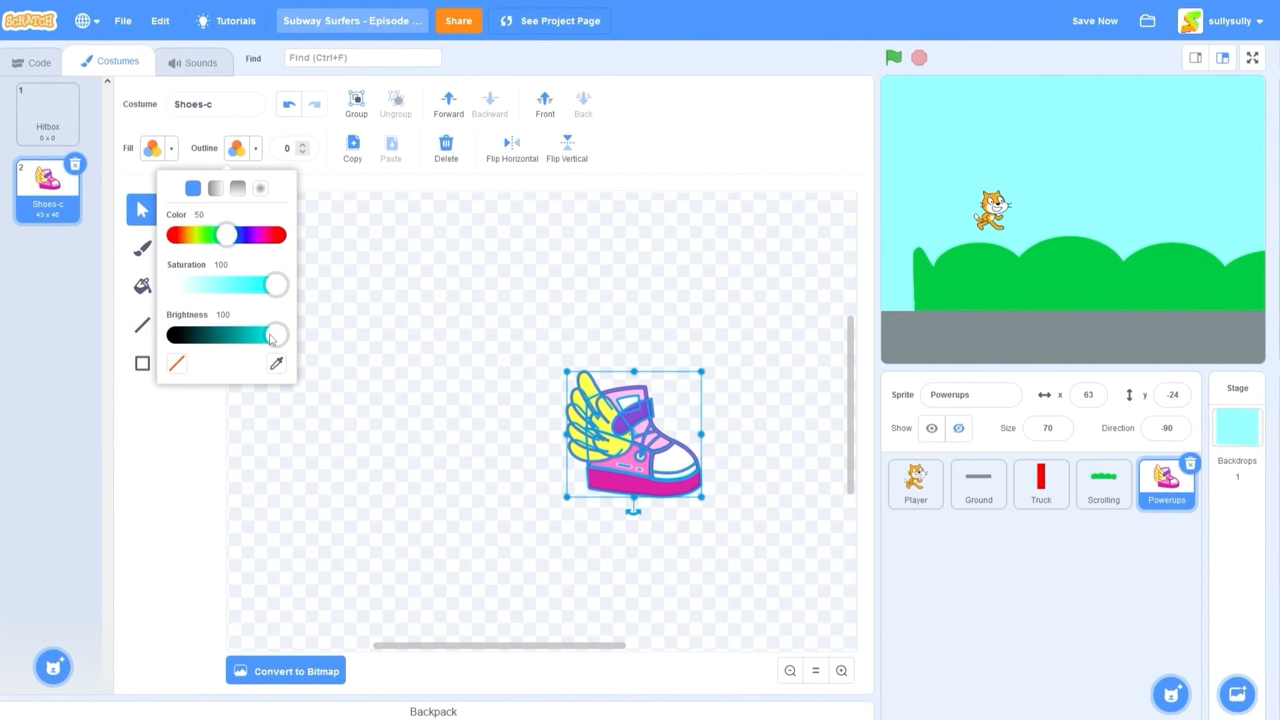 SCRATCH File Edit Tutorials Subway Surfers - Episode ... Share See Project Page Save Now sullysully
Code Costumes Sounds Find Find (Ctrl+F)
1
Hitbox
0 x 0
2
Shoes-c
43 x 40
Costume Shoes-c Group Ungroup Forward Backward Front Back
Fill Outline 0 Copy Paste Delete Flip Horizontal Flip Vertical
Color 50
Saturation 100
Brightness 100
Convert to Bitmap
Backpack
Sprite Powerups x 63 y -24
Show Size 70 Direction -90
Player Ground Truck Scrolling Powerups
Stage
Backdrops
1